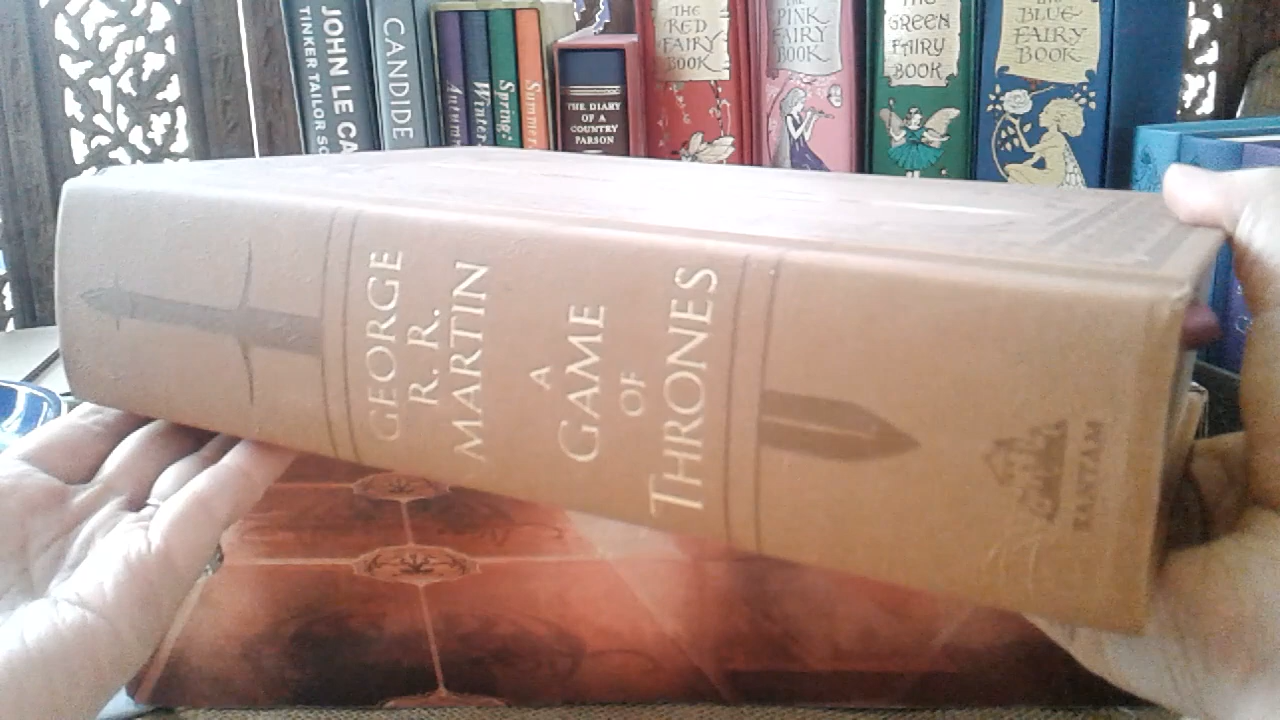 JOHN LE CA
TINKER TAILOR SO
CANDIDE
Autumn
Winter
Spring
Summer
THE DIARY
OF A
COUNTRY
PARSON
THE
RED
FAIRY
BOOK
THE
PINK
FAIRY
BOOK
THE
GREEN
FAIRY
BOOK
THE
BLUE
FAIRY
BOOK
GEORGE
R. R.
MARTIN
A
GAME
OF
THRONES
BANTAM